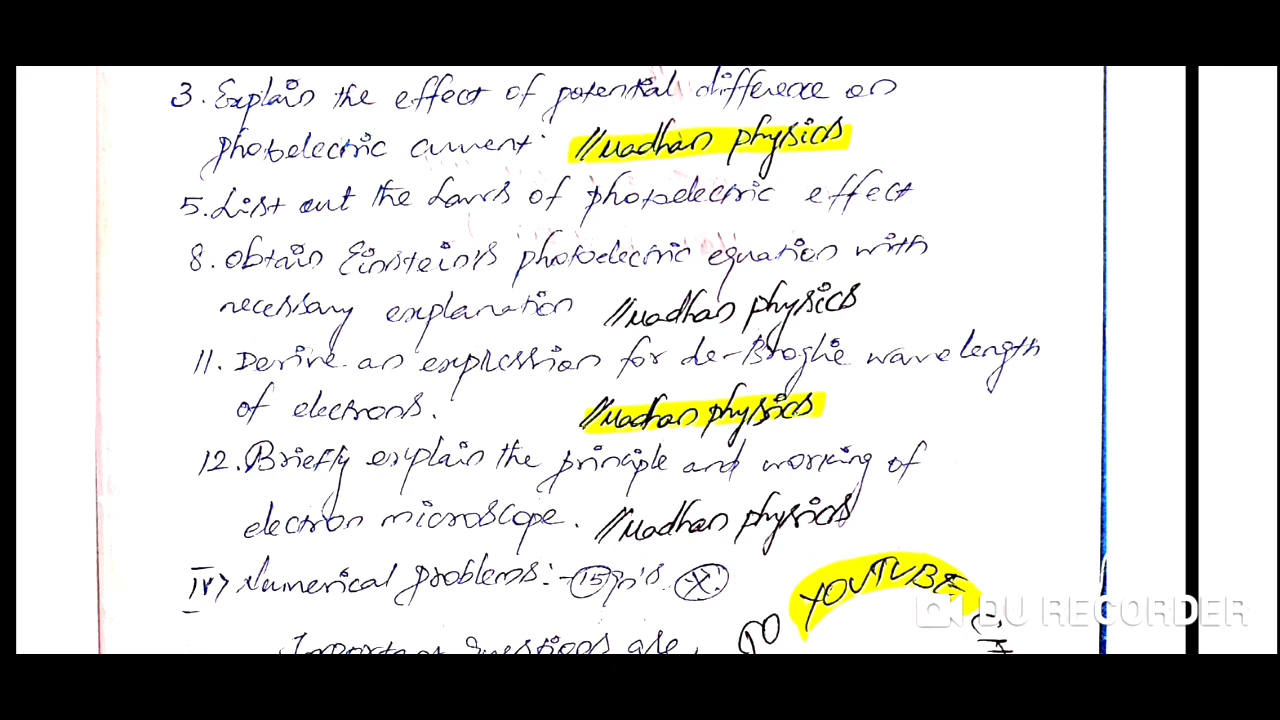 3. Explain the effect of potential difference on
photoelectric current. //Madhan physics
5. List out the Laws of photoelectric effect
8. Obtain Einstein's photoelectric equation with
necessary explanation //Madhan physics
11. Derive an expression for de-Broglie wavelength
of electrons. //Madhan physics
12. Briefly explain the principle and working of
electron microscope. //Madhan physics
IV) Numerical problems:- 15 X
YOUTUBE
DU RECORDER
Questions are